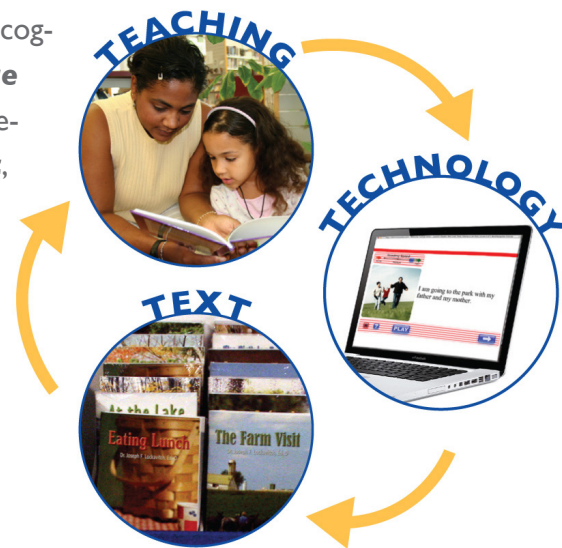 cog-
ve
e-
,
TEACHING
TECHNOLOGY
I am going to the park with my
father and my mother.
PLAY
TEXT
At the Lake
Eating Lunch
The Farm Visit